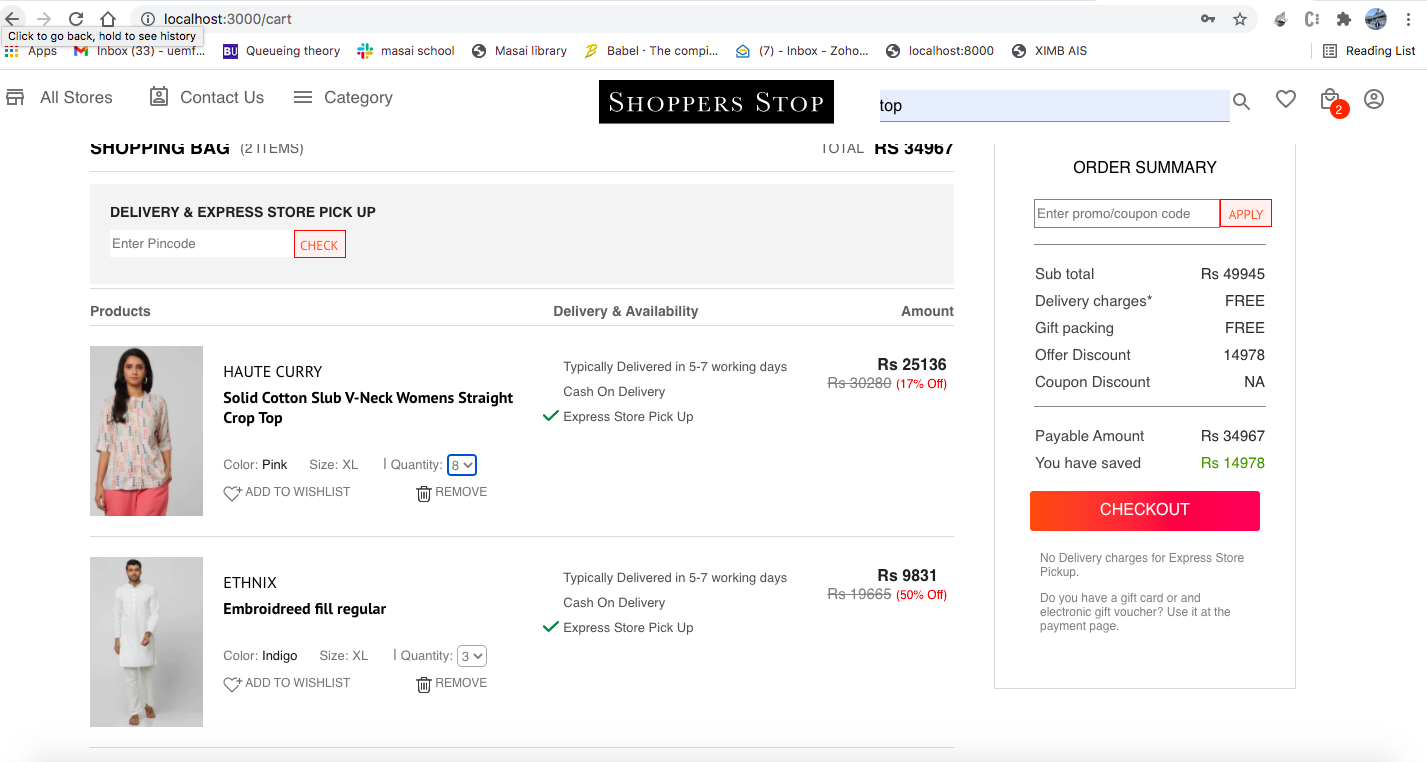 localhost:3000/cart
Click to go back, hold to see history
Apps
Inbox (33) - uemf...
BU Queueing theory
masai school
Masai library
Babel · The compi...
(7) - Inbox - Zoho...
localhost:8000
XIMB AIS
Reading List
All Stores
Contact Us
Category
SHOPPERS STOP
top
2
SHOPPING BAG (2 ITEMS)
TOTAL RS 34967
DELIVERY & EXPRESS STORE PICK UP
Enter Pincode
CHECK
Products
Delivery & Availability
Amount
HAUTE CURRY
Solid Cotton Slub V-Neck Womens Straight
Crop Top
Color: Pink Size: XL | Quantity: 8
ADD TO WISHLIST
REMOVE
Typically Delivered in 5-7 working days
Cash On Delivery
Express Store Pick Up
Rs 25136
Rs 30280 (17% Off)
ETHNIX
Embroidreed fill regular
Color: Indigo Size: XL | Quantity: 3
ADD TO WISHLIST
REMOVE
Typically Delivered in 5-7 working days
Cash On Delivery
Express Store Pick Up
Rs 9831
Rs 19665 (50% Off)
ORDER SUMMARY
Enter promo/coupon code
APPLY
Sub total Rs 49945
Delivery charges* FREE
Gift packing FREE
Offer Discount 14978
Coupon Discount NA
Payable Amount Rs 34967
You have saved Rs 14978
CHECKOUT
No Delivery charges for Express Store
Pickup.
Do you have a gift card or and
electronic gift voucher? Use it at the
payment page.